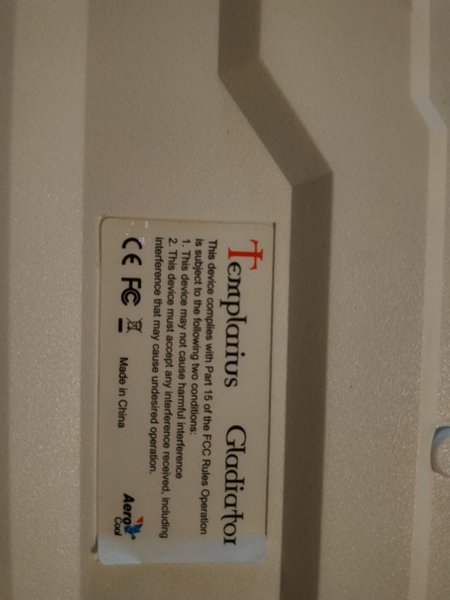 Templarius Gladiator
This device complies with Part 15 of the FCC Rules Operation
is subject to the following two conditions:
1. This device may not cause harmful interference
2. This device must accept any interference received, including
interference that may cause undesired operation.
CE FC Made in China
Aero
Cool